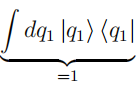 ∫ dq₁ |q₁⟩ ⟨q₁|
=1